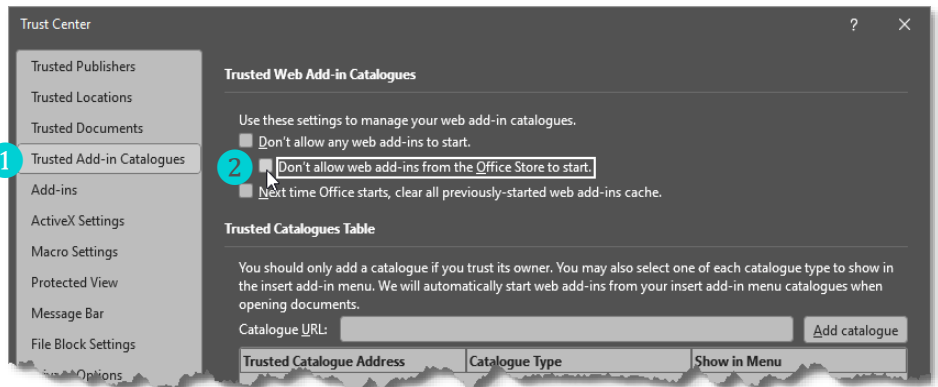 Trust Center
? ×
Trusted Publishers
Trusted Locations
Trusted Documents
1
Trusted Add-in Catalogues
Add-ins
ActiveX Settings
Macro Settings
Protected View
Message Bar
File Block Settings
Options
Trusted Web Add-in Catalogues
Use these settings to manage your web add-in catalogues.
Don't allow any web add-ins to start.
2
Don't allow web add-ins from the Office Store to start.
Next time Office starts, clear all previously-started web add-ins cache.
Trusted Catalogues Table
You should only add a catalogue if you trust its owner. You may also select one of each catalogue type to show in
the insert add-in menu. We will automatically start web add-ins from your insert add-in menu catalogues when
opening documents.
Catalogue URL:
Add catalogue
Trusted Catalogue Address
Catalogue Type
Show in Menu